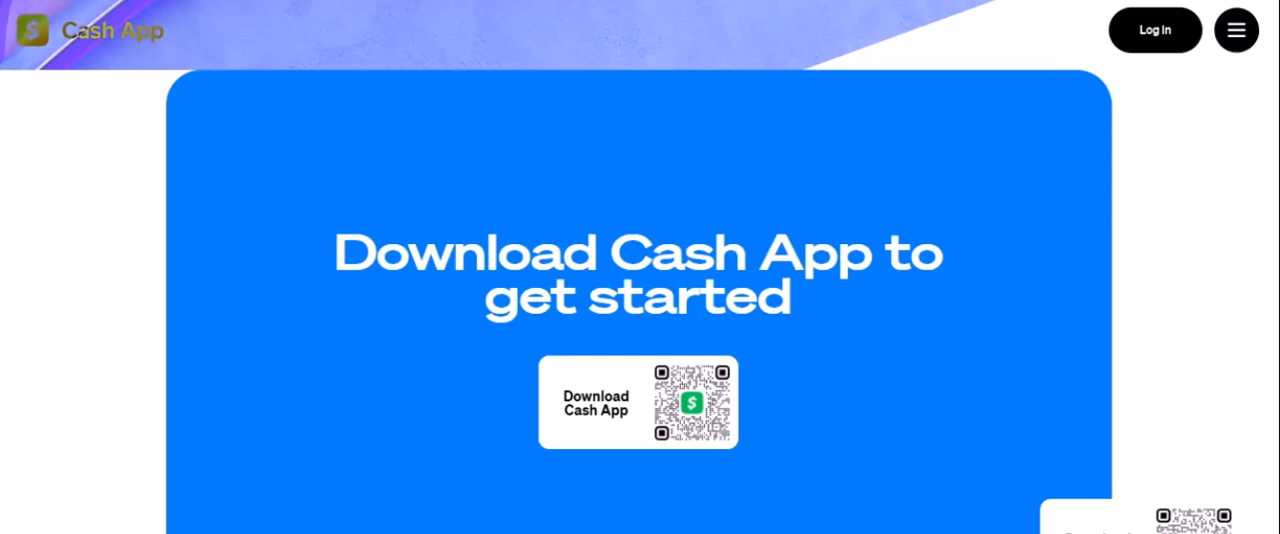 Cash App
Log In
Download Cash App to
get started
Download
Cash App